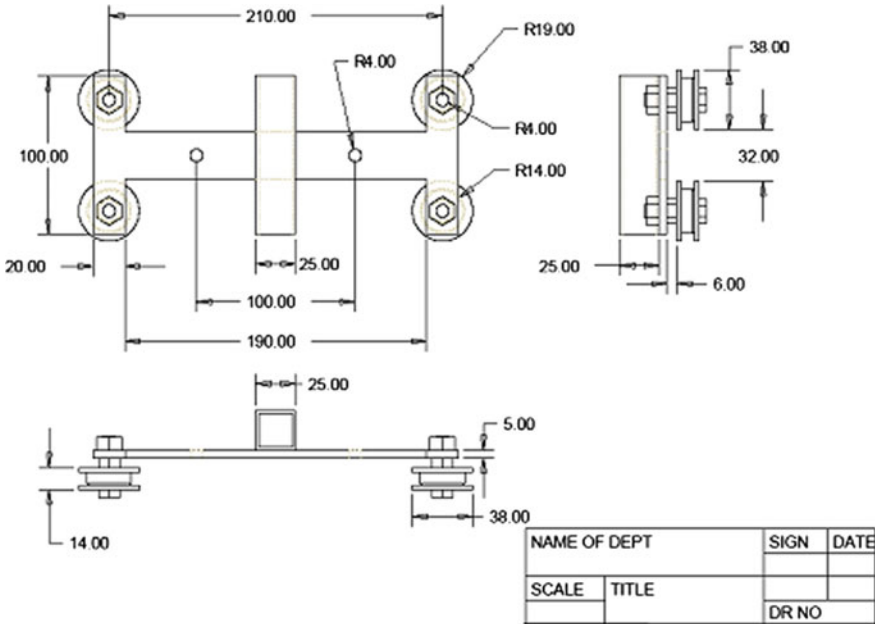 210.00
R19.00
R4.00
38.00
R4.00
100.00
32.00
R14.00
20.00
25.00
25.00
6.00
100.00
190.00
25.00
5.00
14.00
38.00
NAME OF DEPT SIGN DATE
SCALE TITLE
DR NO